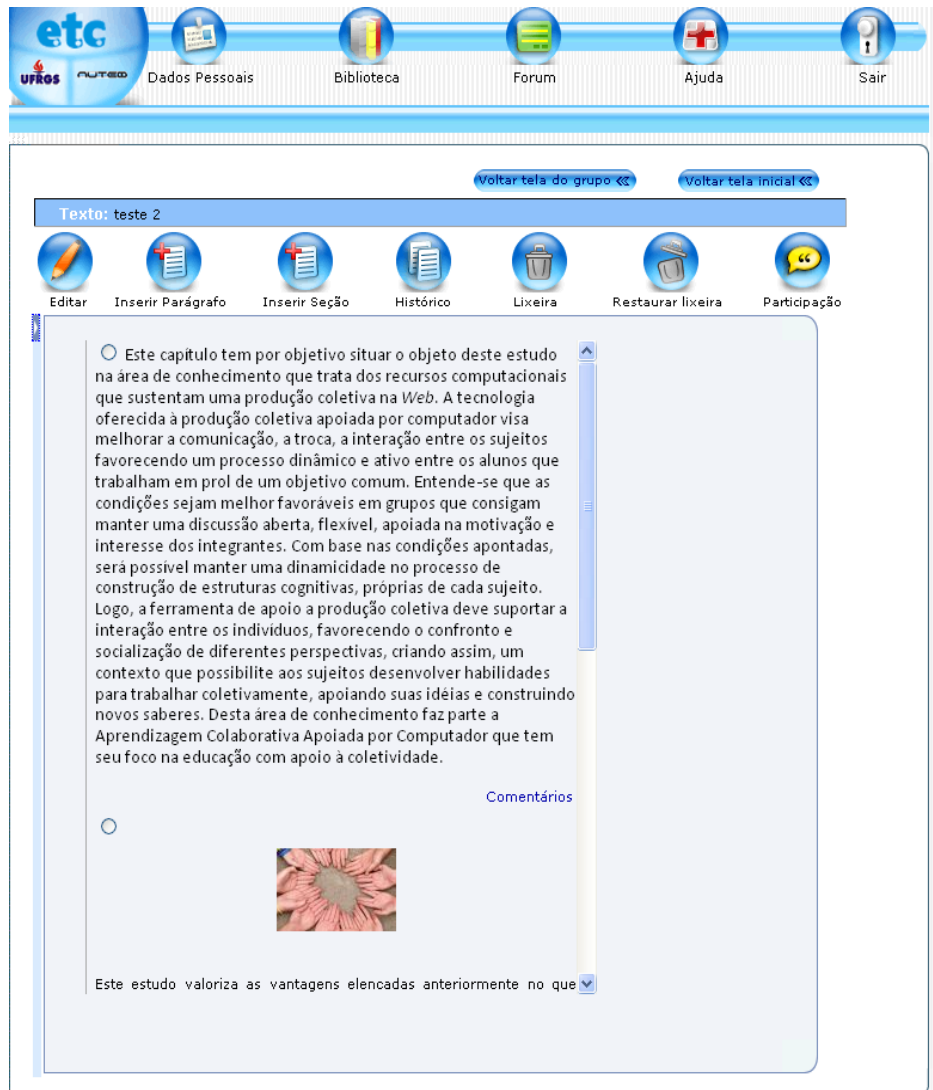 etc
UFRGS NUTED
Dados Pessoais Biblioteca Forum Ajuda Sair
Voltar tela do grupo Voltar tela inicial
Texto: teste 2
Editar Inserir Parágrafo Inserir Seção Histórico Lixeira Restaurar lixeira Participação
Este capítulo tem por objetivo situar o objeto deste estudo
na área de conhecimento que trata dos recursos computacionais
que sustentam uma produção coletiva na Web. A tecnologia
oferecida à produção coletiva apoiada por computador visa
melhorar a comunicação, a troca, a interação entre os sujeitos
favorecendo um processo dinâmico e ativo entre os alunos que
trabalham em prol de um objetivo comum. Entende-se que as
condições sejam melhor favoráveis em grupos que consigam
manter uma discussão aberta, flexível, apoiada na motivação e
interesse dos integrantes. Com base nas condições apontadas,
será possível manter uma dinamicidade no processo de
construção de estruturas cognitivas, próprias de cada sujeito.
Logo, a ferramenta de apoio a produção coletiva deve suportar a
interação entre os indivíduos, favorecendo o confronto e
socialização de diferentes perspectivas, criando assim, um
contexto que possibilite aos sujeitos desenvolver habilidades
para trabalhar coletivamente, apoiando suas idéias e construindo
novos saberes. Desta área de conhecimento faz parte a
Aprendizagem Colaborativa Apoiada por Computador que tem
seu foco na educação com apoio à coletividade.
Comentários
Este estudo valoriza as vantagens elencadas anteriormente no que